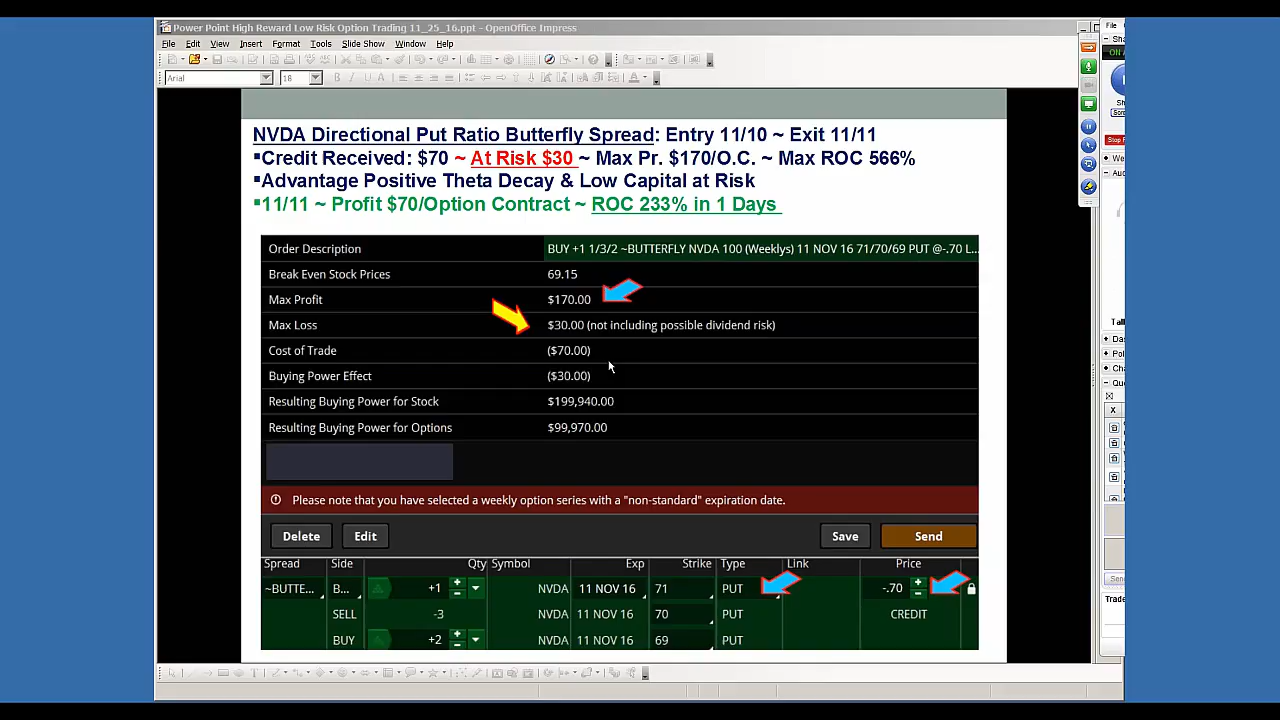 Power Point High Reward Low Risk Option Trading 11_25_16.ppt - OpenOffice Impress
File Edit View Insert Format Tools Slide Show Window Help
Arial 18
NVDA Directional Put Ratio Butterfly Spread: Entry 11/10 ~ Exit 11/11
▪Credit Received: $70 ~ At Risk $30 ~ Max Pr. $170/O.C. ~ Max ROC 566%
▪Advantage Positive Theta Decay & Low Capital at Risk
▪11/11 ~ Profit $70/Option Contract ~ ROC 233% in 1 Days
Order Description BUY +1 1/3/2 ~BUTTERFLY NVDA 100 (Weeklys) 11 NOV 16 71/70/69 PUT @-.70 L...
Break Even Stock Prices 69.15
Max Profit $170.00
Max Loss $30.00 (not including possible dividend risk)
Cost of Trade ($70.00)
Buying Power Effect ($30.00)
Resulting Buying Power for Stock $199,940.00
Resulting Buying Power for Options $99,970.00
Please note that you have selected a weekly option series with a "non-standard" expiration date.
Delete Edit Save Send
Spread Side Qty Symbol Exp Strike Type Link Price
~BUTTE... B... +1 NVDA 11 NOV 16 71 PUT -.70
SELL -3 NVDA 11 NOV 16 70 PUT CREDIT
BUY +2 NVDA 11 NOV 16 69 PUT
File
Talk